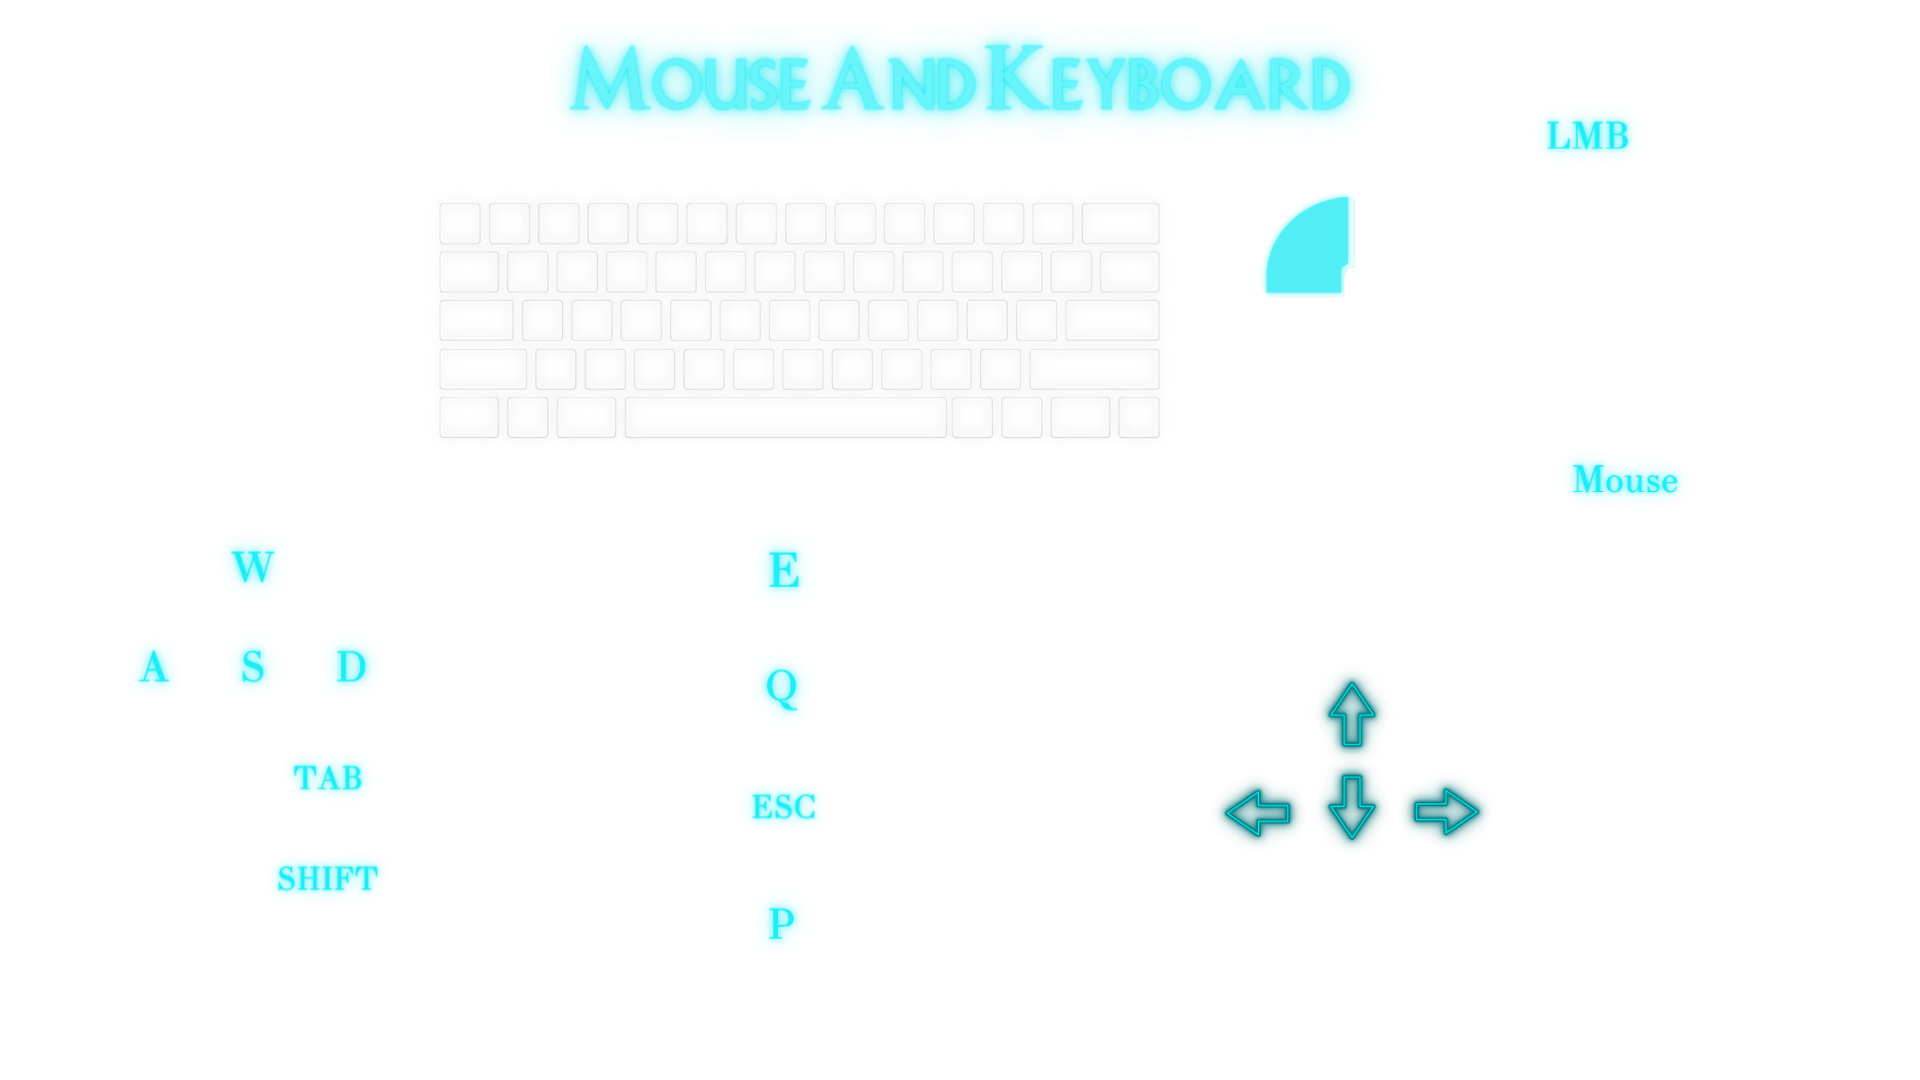 Mouse And Keyboard
LMB
Mouse
W
E
A S D
Q
TAB
ESC
SHIFT
P